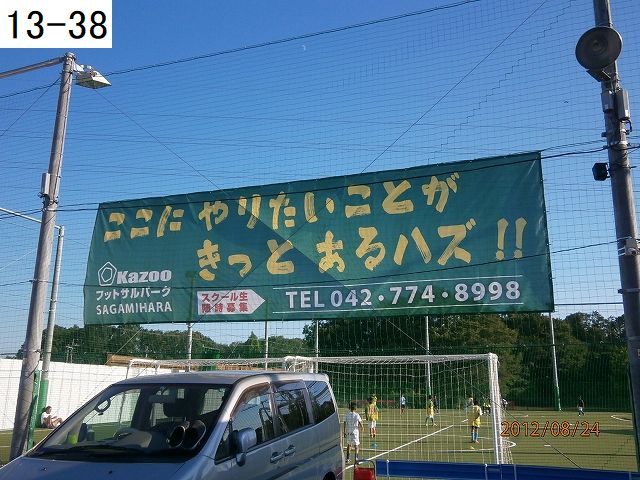 13-38
ここに やりたいことが
きっと あるハズ!!
Kazoo
フットサルパーク
SAGAMIHARA
スクール生
随時募集
TEL 042・774・8998
2012/08/24